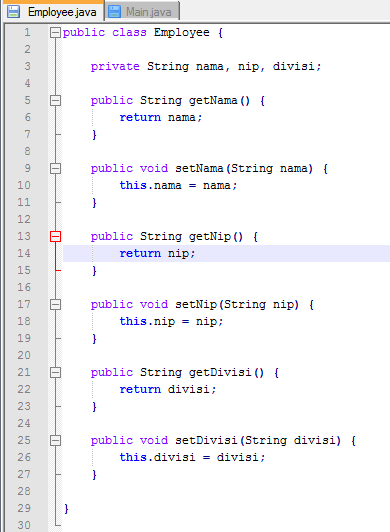 Employee.java Main.java
1 public class Employee {
2
3 private String nama, nip, divisi;
4
5 public String getNama() {
6 return nama;
7 }
8
9 public void setNama(String nama) {
10 this.nama = nama;
11 }
12
13 public String getNip() {
14 return nip;
15 }
16
17 public void setNip(String nip) {
18 this.nip = nip;
19 }
20
21 public String getDivisi() {
22 return divisi;
23 }
24
25 public void setDivisi(String divisi) {
26 this.divisi = divisi;
27 }
28
29 }
30